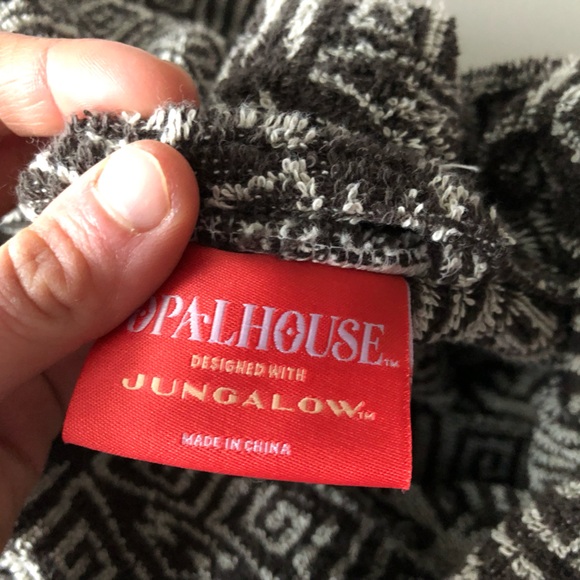 OPALHOUSE™
DESIGNED WITH
JUNGALOW™
MADE IN CHINA